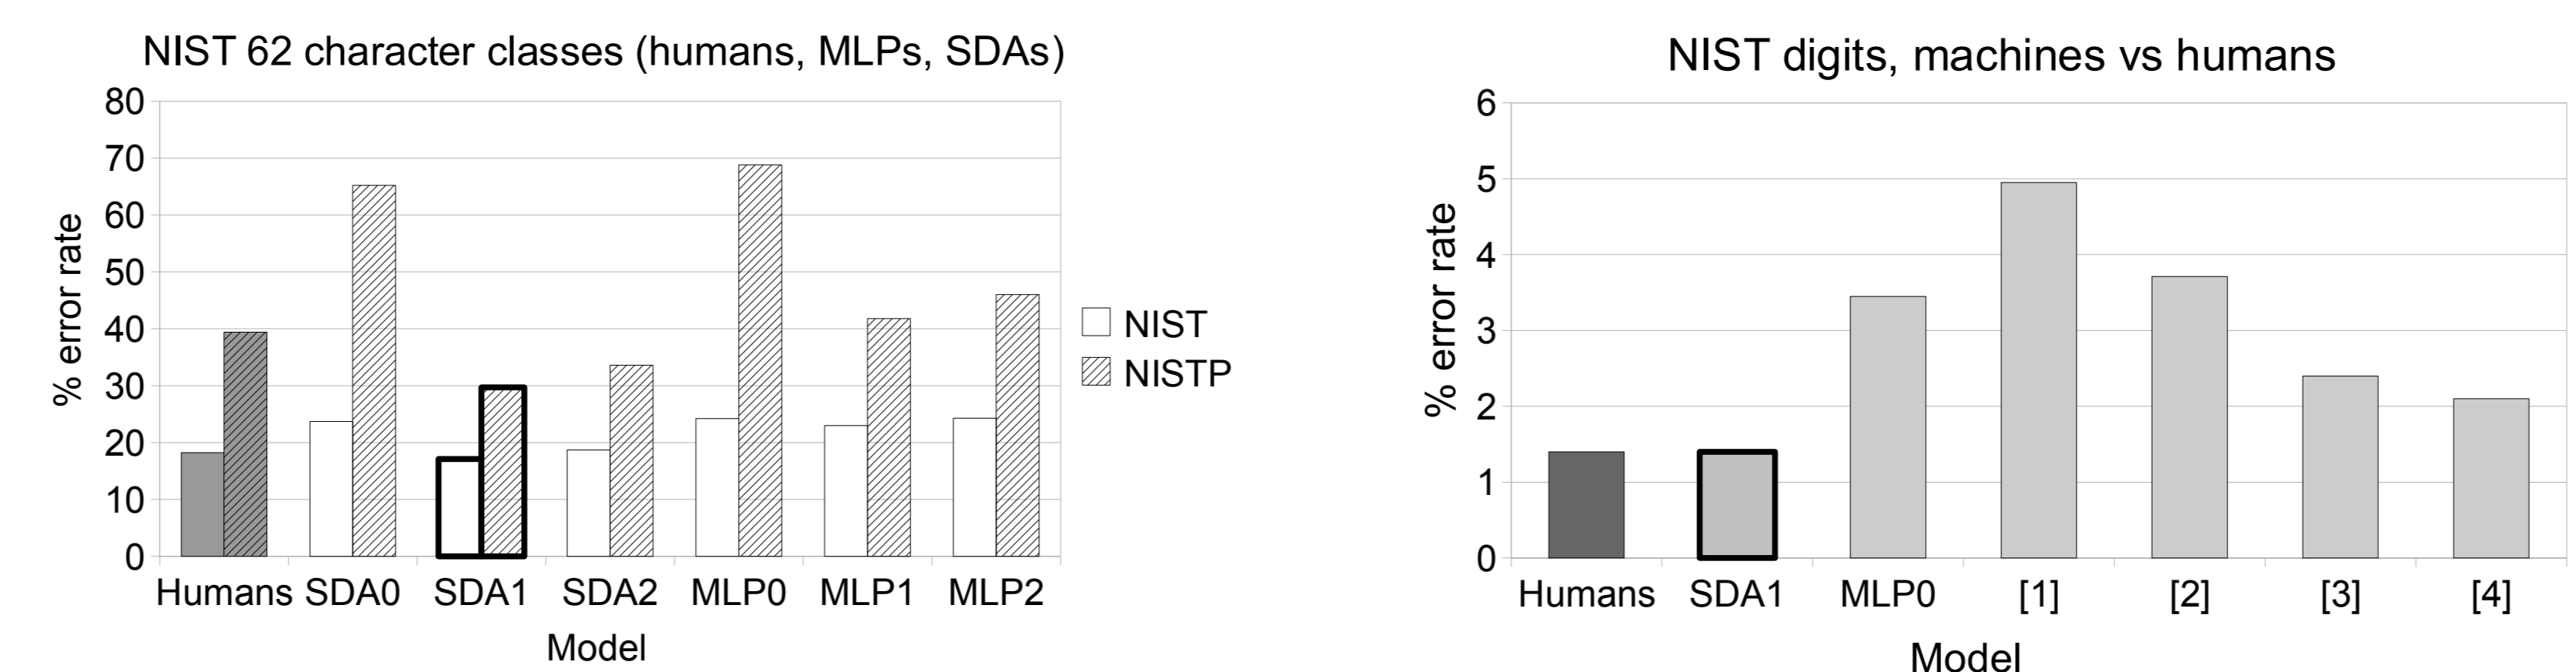 NIST 62 character classes (humans, MLPs, SDAs)
80
70
60
50
40
30
20
10
0
% error rate
Humans SDA0 SDA1 SDA2 MLP0 MLP1 MLP2
Model
NIST
NISTP
NIST digits, machines vs humans
6
5
4
3
2
1
0
% error rate
Humans SDA1 MLP0 [1] [2] [3] [4]
Model